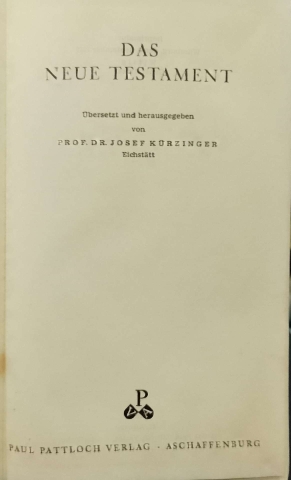 DAS
NEUE TESTAMENT
Übersetzt und herausgegeben
von
PROF. DR. JOSEF KÜRZINGER
Eichstätt
P
V A
PAUL PATTLOCH VERLAG - ASCHAFFENBURG